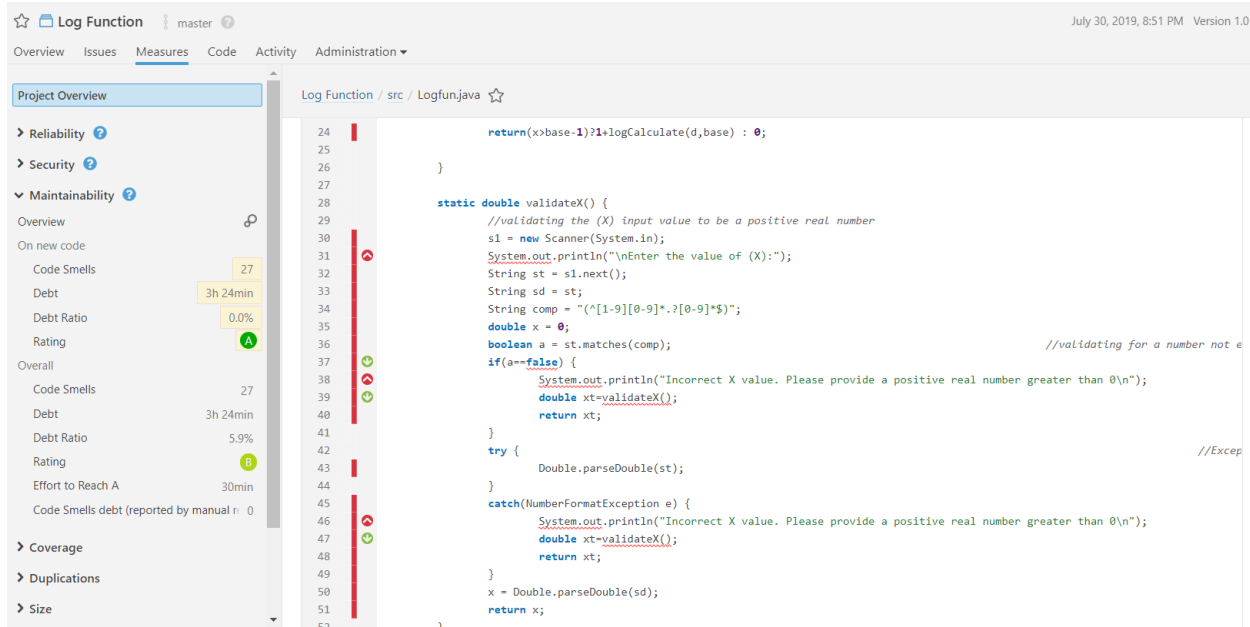 Log Function master
July 30, 2019, 8:51 PM Version 1.0
Overview Issues Measures Code Activity Administration
Project Overview
Reliability
Security
Maintainability
Overview
On new code
Code Smells 27
Debt 3h 24min
Debt Ratio 0.0%
Rating A
Overall
Code Smells 27
Debt 3h 24min
Debt Ratio 5.9%
Rating B
Effort to Reach A 30min
Code Smells debt (reported by manual r 0
Coverage
Duplications
Size
Log Function / src / Logfun.java
24 return(x>base-1)?1+logCalculate(d,base) : 0;
25
26 }
27
28 static double validateX() {
29 //validating the (X) input value to be a positive real number
30 s1 = new Scanner(System.in);
31 System.out.println("\nEnter the value of (X):");
32 String st = s1.next();
33 String sd = st;
34 String comp = "(^[1-9][0-9]*.?[0-9]*$)";
35 double x = 0;
36 boolean a = st.matches(comp); //validating for a number not e
37 if(a==false) {
38 System.out.println("Incorrect X value. Please provide a positive real number greater than 0\n");
39 double xt=validateX();
40 return xt;
41 }
42 try { //Excep
43 Double.parseDouble(st);
44 }
45 catch(NumberFormatException e) {
46 System.out.println("Incorrect X value. Please provide a positive real number greater than 0\n");
47 double xt=validateX();
48 return xt;
49 }
50 x = Double.parseDouble(sd);
51 return x;
52 }